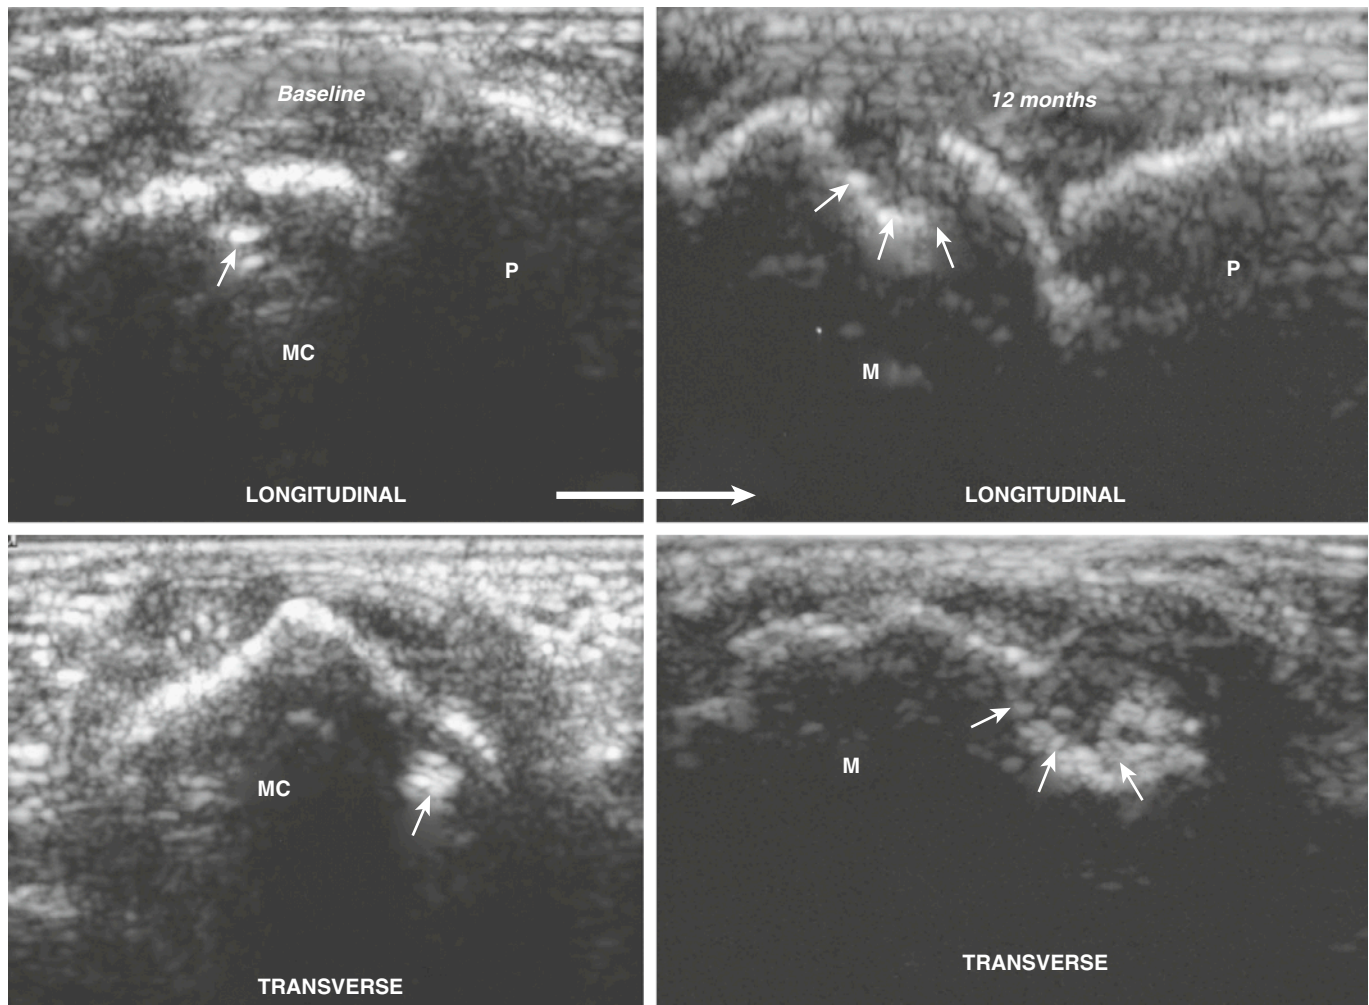 Baseline
P
MC
LONGITUDINAL
12 months
P
M
LONGITUDINAL
MC
TRANSVERSE
M
TRANSVERSE